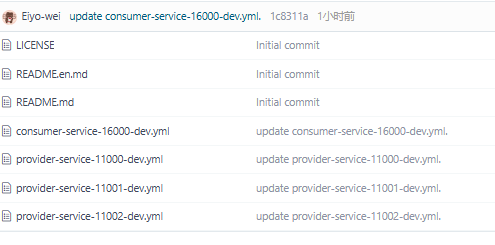 Eiyo-wei update consumer-service-16000-dev.yml. 1c8311a 1小时前
LICENSE Initial commit
README.en.md Initial commit
README.md Initial commit
consumer-service-16000-dev.yml update consumer-service-16000-dev.yml.
provider-service-11000-dev.yml update provider-service-11000-dev.yml.
provider-service-11001-dev.yml update provider-service-11001-dev.yml.
provider-service-11002-dev.yml update provider-service-11002-dev.yml.